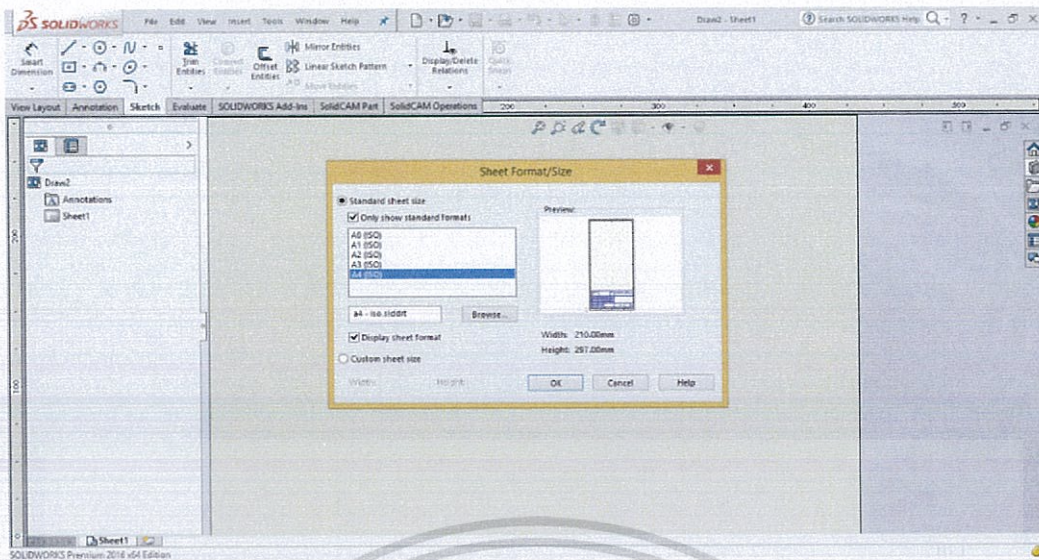 DS SOLIDWORKS File Edit View Insert Tools Window Help Draw2 - Sheet1 Search SOLIDWORKS Help ?
Smart Dimension Trim Entities Convert Entities Offset Entities Mirror Entities Display/Delete Relations Quick Snaps
Linear Sketch Pattern
Move Entities
View Layout Annotation Sketch Evaluate SOLIDWORKS Add-Ins SolidCAM Part SolidCAM Operations 200 300 400 500
Draw2
Annotations
Sheet1
200
100
0
Sheet Format/Size
Standard sheet size
Only show standard formats
A0 (ISO)
A1 (ISO)
A2 (ISO)
A3 (ISO)
A4 (ISO)
a4 - iso.slddrt Browse...
Display sheet format
Custom sheet size
Width: Height:
Preview:
Width: 210.00mm
Height: 297.00mm
OK Cancel Help
Sheet1
SOLIDWORKS Premium 2016 x64 Edition